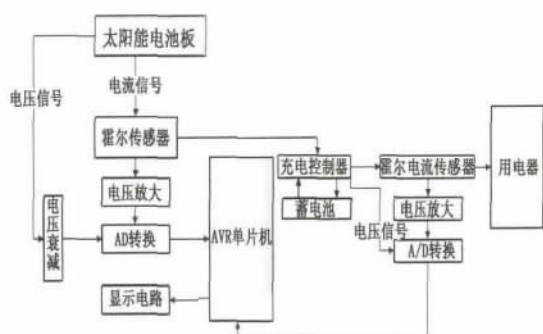 太阳能电池板
电压信号
电流信号
霍尔传感器
电压放大
电压衰减
AD转换
AVR单片机
显示电路
充电控制器
蓄电池
霍尔电流传感器
用电器
电压放大
电压信号
A/D转换